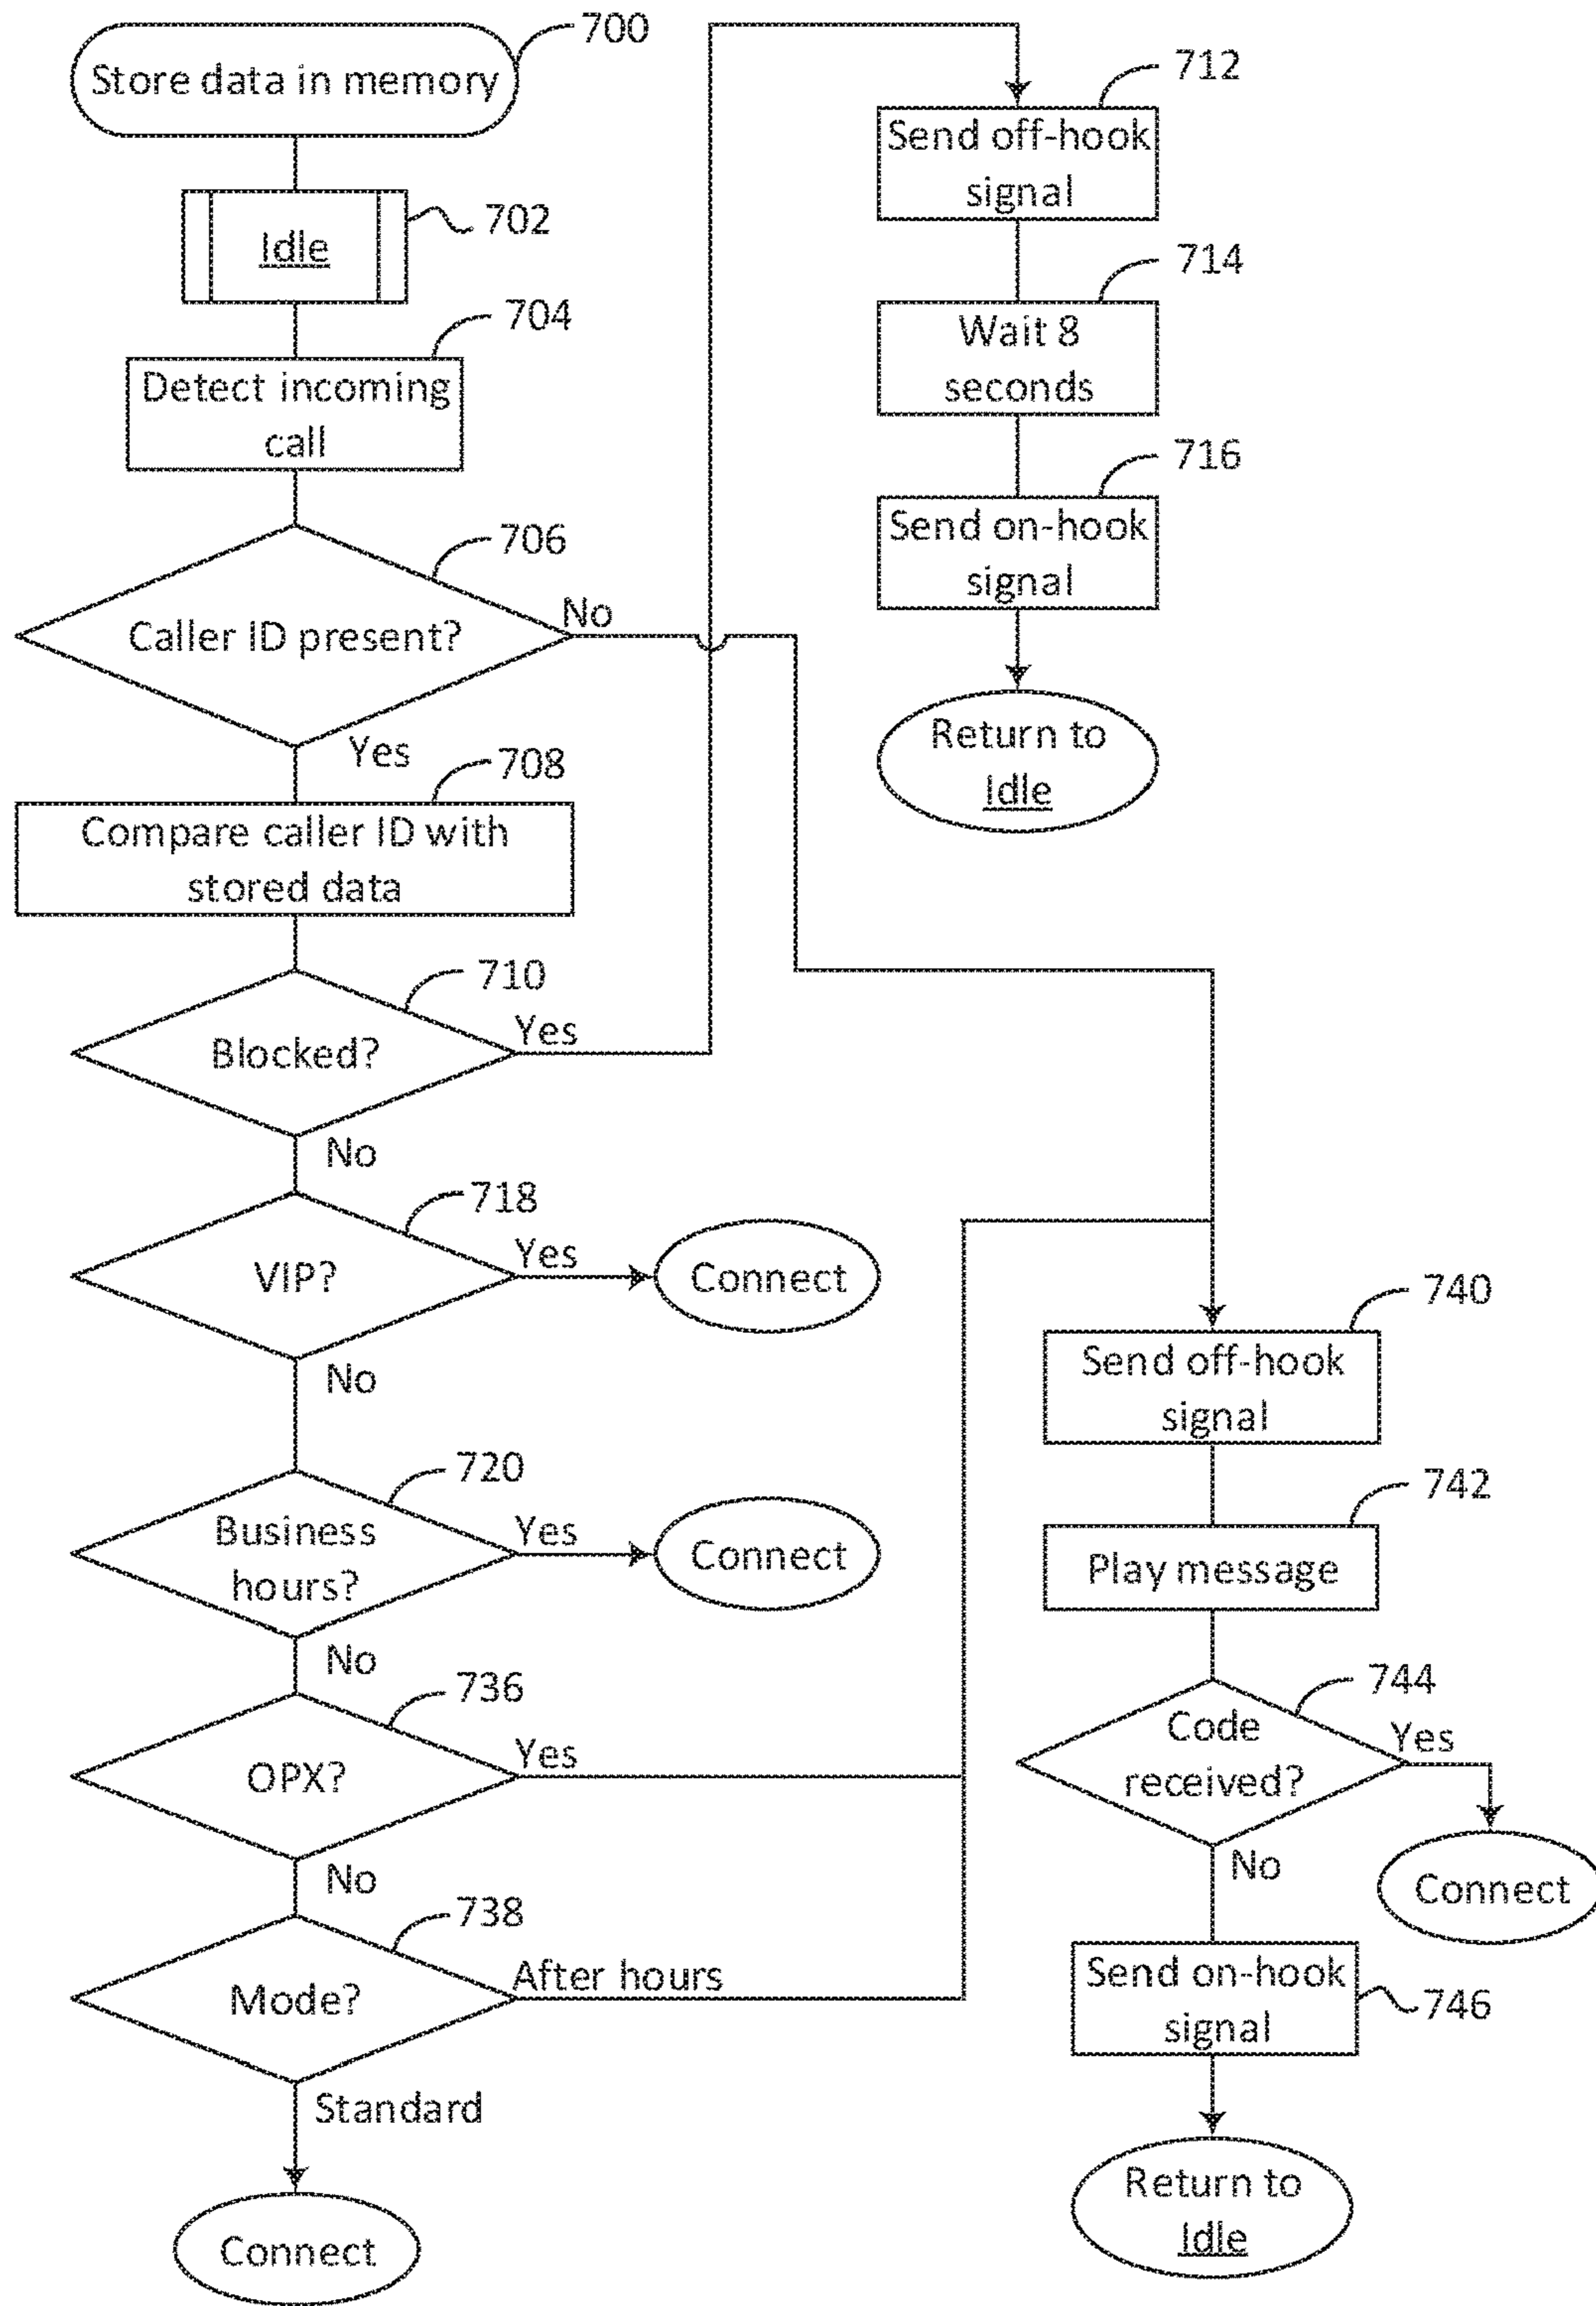 700
Store data in memory
702
Idle
704
Detect incoming
call
706
Caller ID present?
No
Yes
708
Compare caller ID with
stored data
710
Blocked?
Yes
No
712
Send off-hook
signal
714
Wait 8
seconds
716
Send on-hook
signal
Return to
Idle
718
VIP?
Yes
Connect
No
720
Business
hours?
Yes
Connect
No
736
OPX?
Yes
No
738
Mode?
After hours
Standard
Connect
740
Send off-hook
signal
742
Play message
744
Code
received?
Yes
Connect
No
Send on-hook
signal
746
Return to
Idle